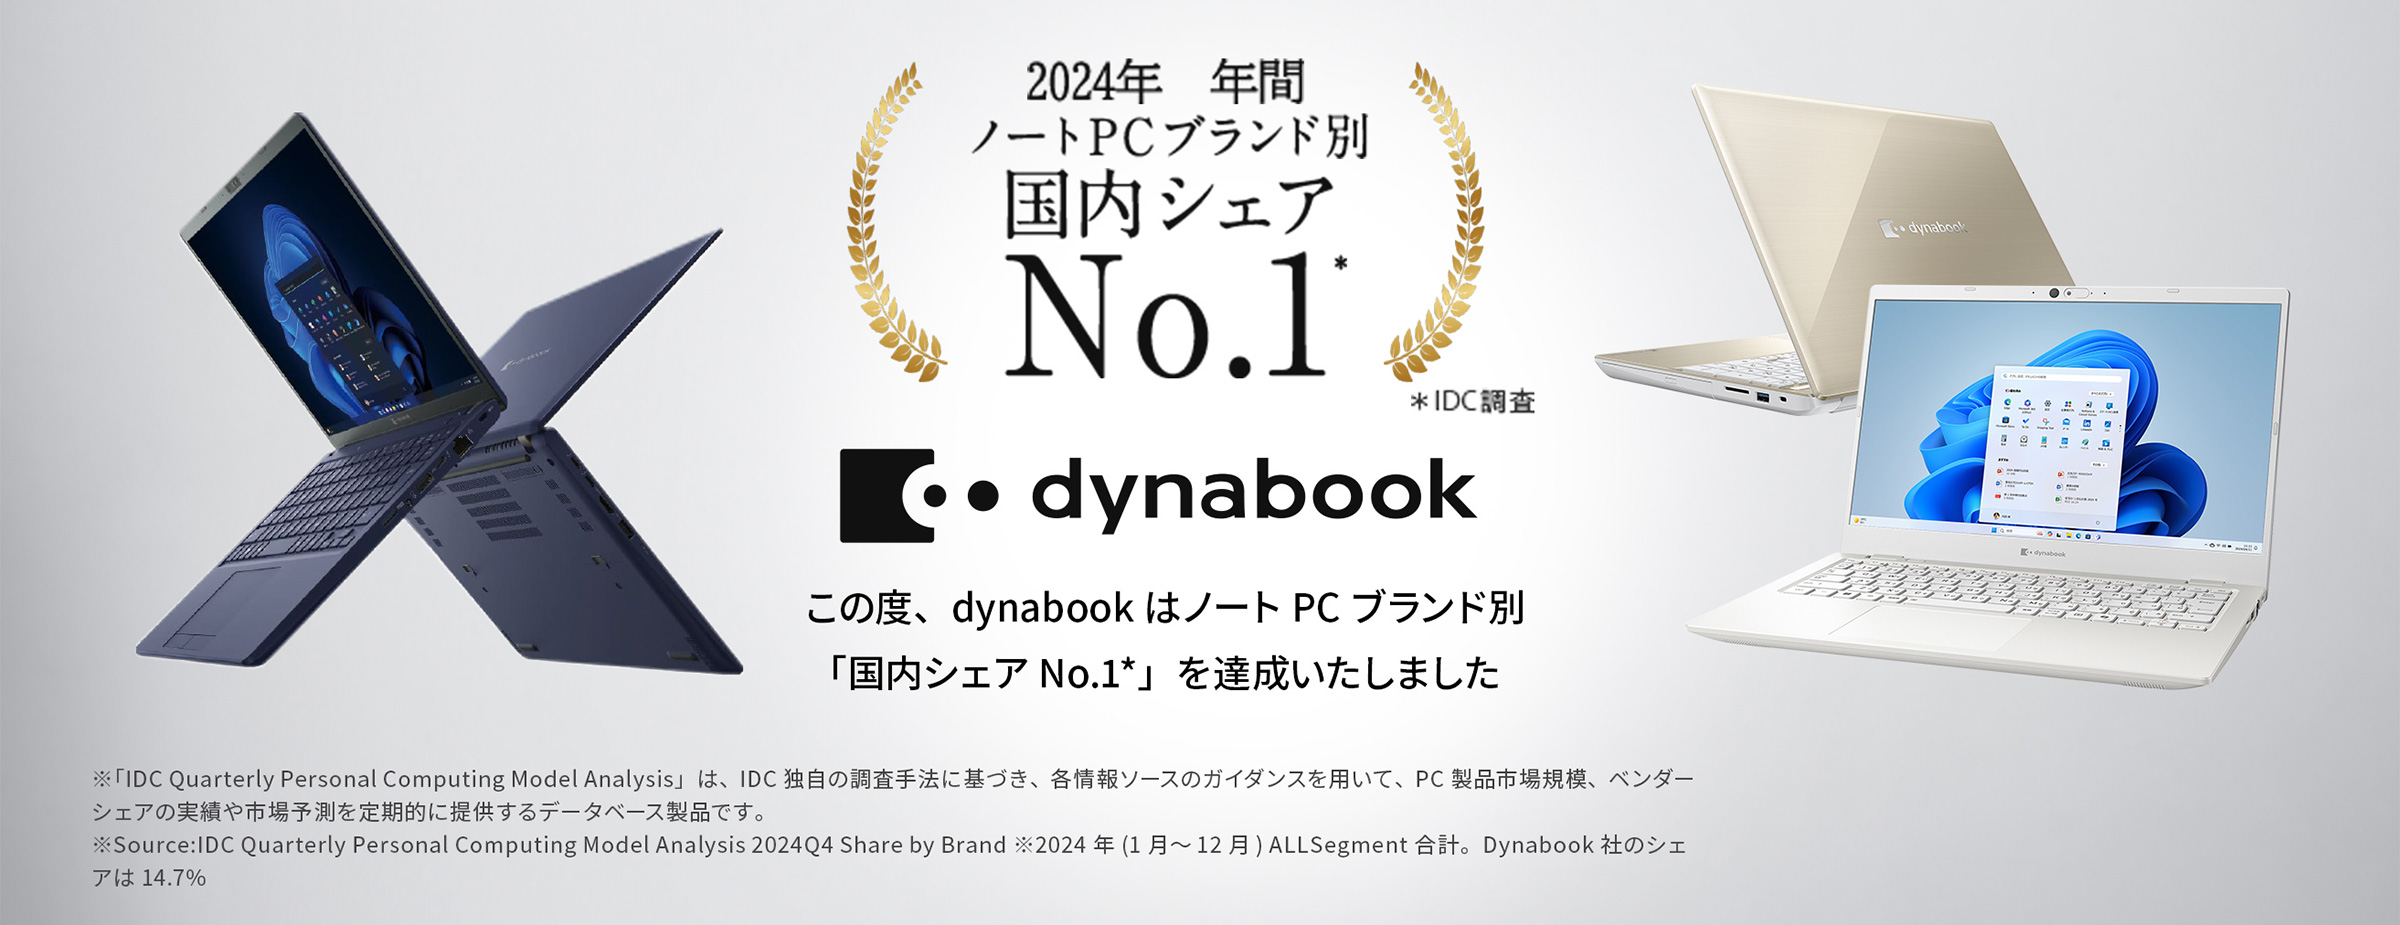 2024年 年間
ノートPCブランド別
国内シェア
No.1*
*IDC調査
dynabook
この度、dynabook はノート PC ブランド別
「国内シェア No.1*」を達成いたしました
dynabook
dynabook
※「IDC Quarterly Personal Computing Model Analysis」は、IDC 独自の調査手法に基づき、各情報ソースのガイダンスを用いて、PC 製品市場規模、ベンダー
シェアの実績や市場予測を定期的に提供するデータベース製品です。
※Source:IDC Quarterly Personal Computing Model Analysis 2024Q4 Share by Brand ※2024 年 (1 月～ 12 月 ) ALLSegment 合計。Dynabook 社のシェ
アは 14.7%